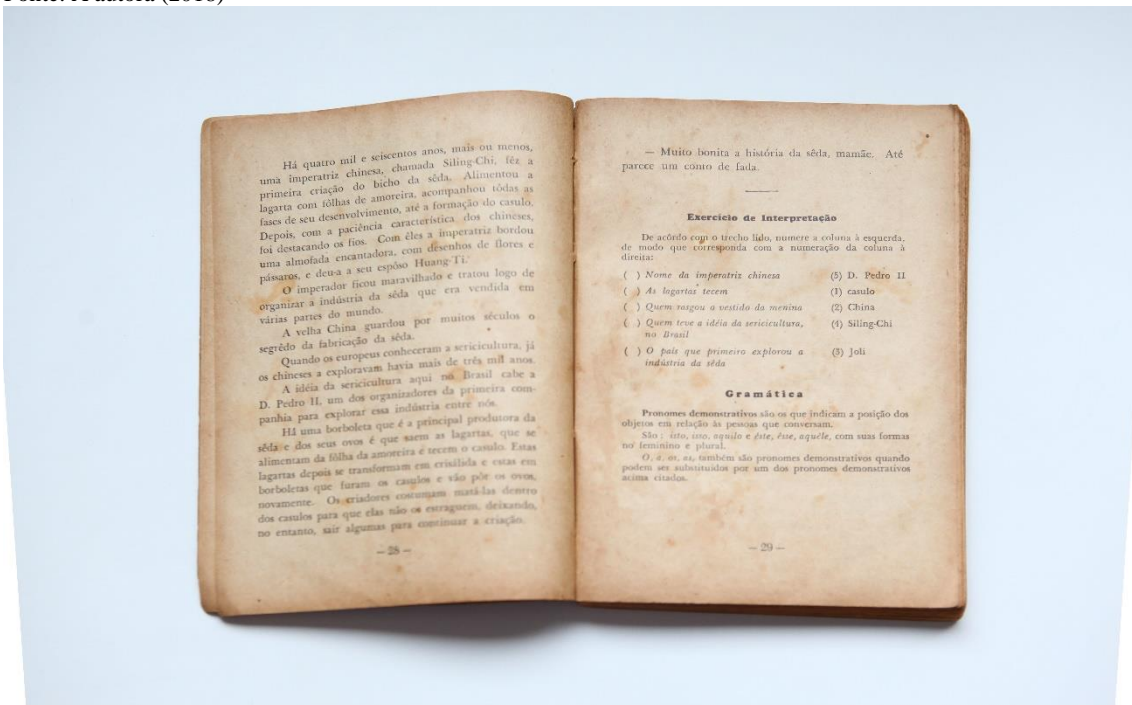 Há quatro mil e seiscentos anos, mais ou menos,
uma imperatriz chinesa, chamada Siling-Chi, fêz a
primeira criação do bicho da sêda. Alimentou a
lagarta com fôlhas de amoreira, acompanhou tôdas as
fases de seu desenvolvimento, até a formação do casulo.
Depois, com a paciência característica dos chineses,
foi destacando os fios. Com êles a imperatriz bordou
uma almofada encantadora, com desenhos de flores e
pássaros, e deu-a a seu espôso Huang-Ti.
O imperador ficou maravilhado e tratou logo de
organizar a indústria da sêda que era vendida em
várias partes do mundo.
A velha China guardou por muitos séculos o
segrêdo da fabricação da sêda.
Quando os europeus conheceram a sericicultura, já
os chineses a exploravam havia mais de três mil anos.
A idéia da sericicultura aqui no Brasil cabe a
D. Pedro II, um dos organizadores da primeira com-
panhia para explorar essa indústria entre nós.
Há uma borboleta que é a principal produtora da
sêda e dos seus ovos é que saem as lagartas, que se
alimentam da fôlha da amoreira e tecem o casulo. Estas
lagartas depois se transformam em crisálida e estas em
borboletas que furam os casulos e vão pôr os ovos,
novamente. Os criadores costumam matá-las dentro
dos casulos para que elas não os estraguem, deixando,
no entanto, sair algumas para continuar a criação.
— 28 —
— Muito bonita a história da sêda, mamãe. Até
parece um conto de fada.
Exercício de Interpretação
De acôrdo com o trecho lido, numere a coluna à esquerda,
de modo que corresponda com a numeração da coluna à
direita:
( ) Nome da imperatriz chinesa (5) D. Pedro II
( ) As lagartas tecem (1) casulo
( ) Quem rasgou o vestido da menina (2) China
( ) Quem teve a idéia da sericicultura, (4) Siling-Chi
no Brasil
( ) O país que primeiro explorou a (3) Joli
indústria da sêda
Gramática
Pronomes demonstrativos são os que indicam a posição dos
objetos em relação às pessoas que conversam.
São : isto, isso, aquilo e êste, êsse, aquêle, com suas formas
no feminino e plural.
O, a, os, as, também são pronomes demonstrativos quando
podem ser substituídos por um dos pronomes demonstrativos
acima citados.
— 29 —